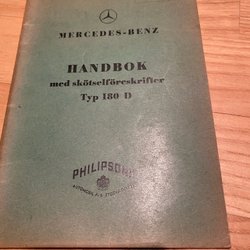 MERCEDES-BENZ
HANDBOK
med skötselföreskrifter
Typ 180 D
PHILIPSONS